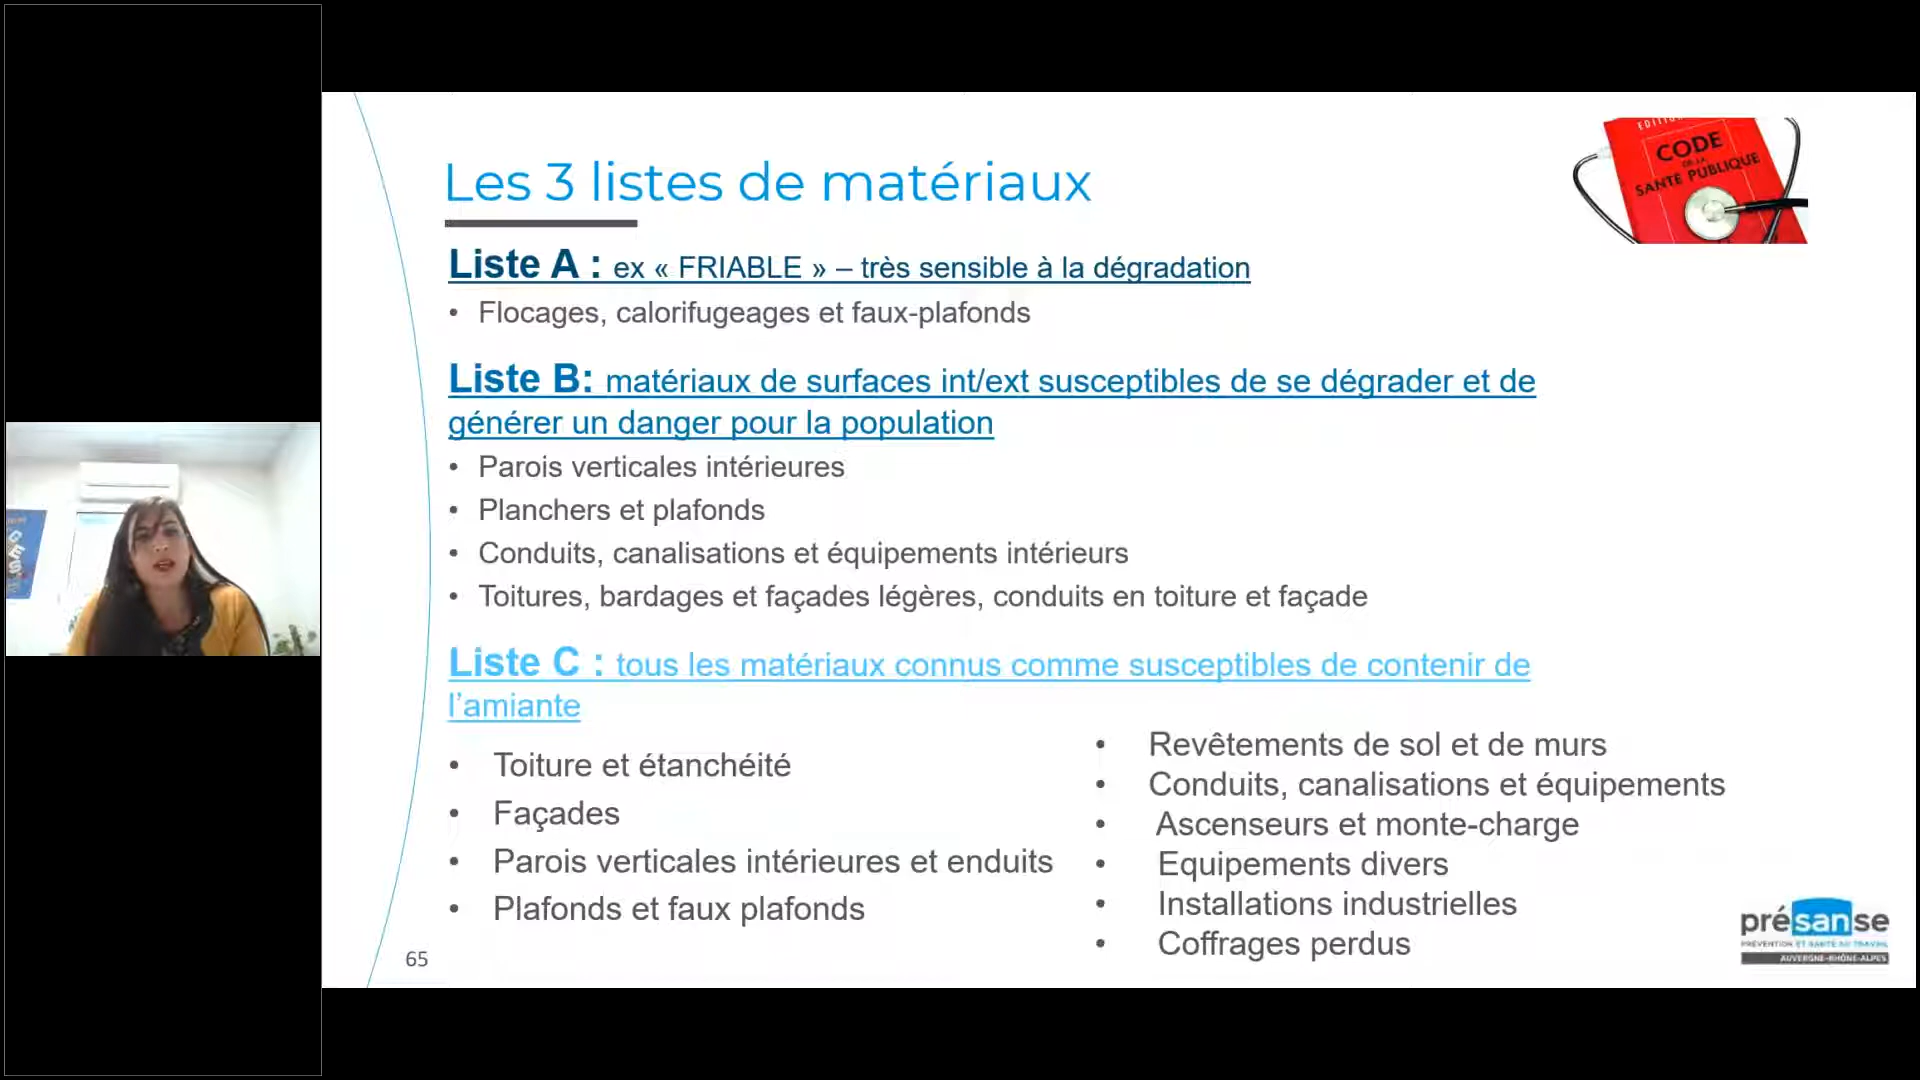 Les 3 listes de matériaux
EDITION
CODE
DE LA
SANTÉ PUBLIQUE
Liste A : ex « FRIABLE » – très sensible à la dégradation
• Flocages, calorifugeages et faux-plafonds
Liste B: matériaux de surfaces int/ext susceptibles de se dégrader et de
générer un danger pour la population
• Parois verticales intérieures
• Planchers et plafonds
• Conduits, canalisations et équipements intérieurs
• Toitures, bardages et façades légères, conduits en toiture et façade
Liste C : tous les matériaux connus comme susceptibles de contenir de
l’amiante
• Toiture et étanchéité
• Façades
• Parois verticales intérieures et enduits
• Plafonds et faux plafonds
• Revêtements de sol et de murs
• Conduits, canalisations et équipements
• Ascenseurs et monte-charge
• Equipements divers
• Installations industrielles
• Coffrages perdus
65
présanse
PRÉVENTION ET SANTÉ AU TRAVAIL
AUVERGNE-RHÔNE-ALPES